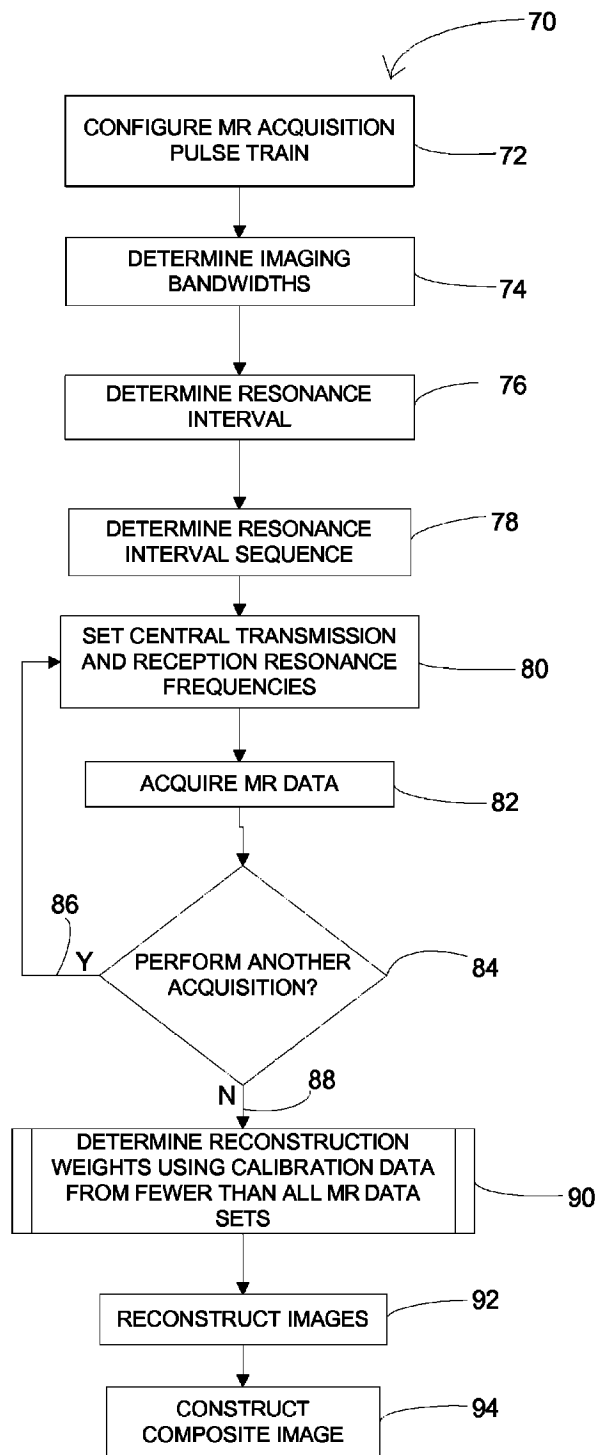 70
CONFIGURE MR ACQUISITION
PULSE TRAIN
72
DETERMINE IMAGING
BANDWIDTHS
74
DETERMINE RESONANCE
INTERVAL
76
DETERMINE RESONANCE
INTERVAL SEQUENCE
78
SET CENTRAL TRANSMISSION
AND RECEPTION RESONANCE
FREQUENCIES
80
ACQUIRE MR DATA
82
86
Y
PERFORM ANOTHER
ACQUISITION?
84
N
88
DETERMINE RECONSTRUCTION
WEIGHTS USING CALIBRATION DATA
FROM FEWER THAN ALL MR DATA
SETS
90
RECONSTRUCT IMAGES
92
CONSTRUCT
COMPOSITE IMAGE
94